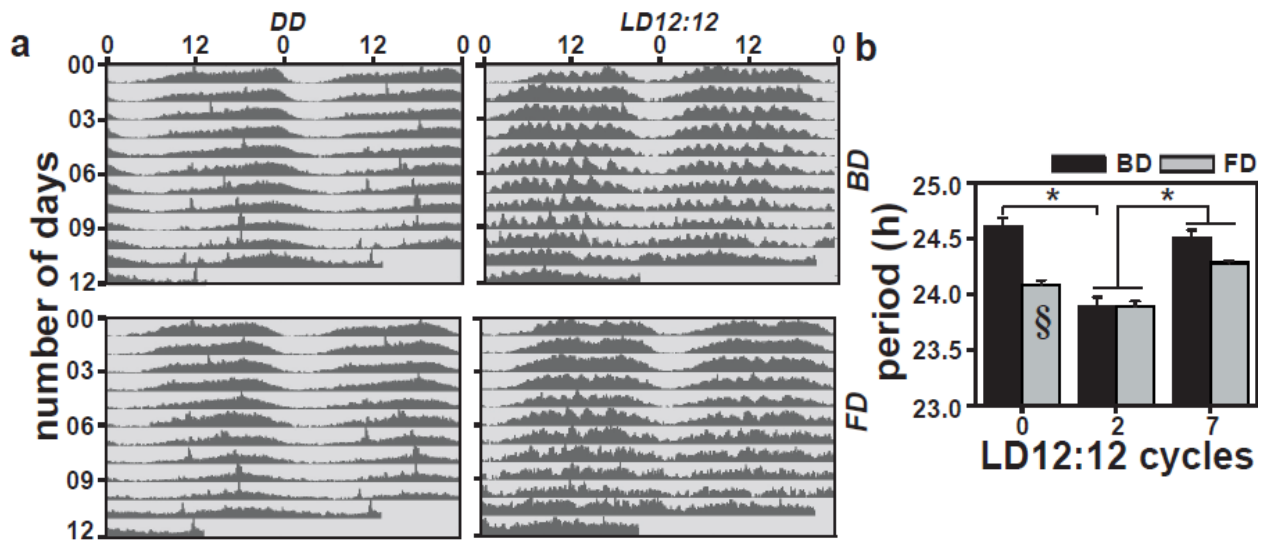 a
DD
LD12:12
0 12 0 12 0
0 12 0 12 0
number of days
00
03
06
09
12
BD
00
03
06
09
12
FD
b
BD FD
period (h)
25.0
24.5
24.0
23.5
23.0
* *
§
0 2 7
LD12:12 cycles